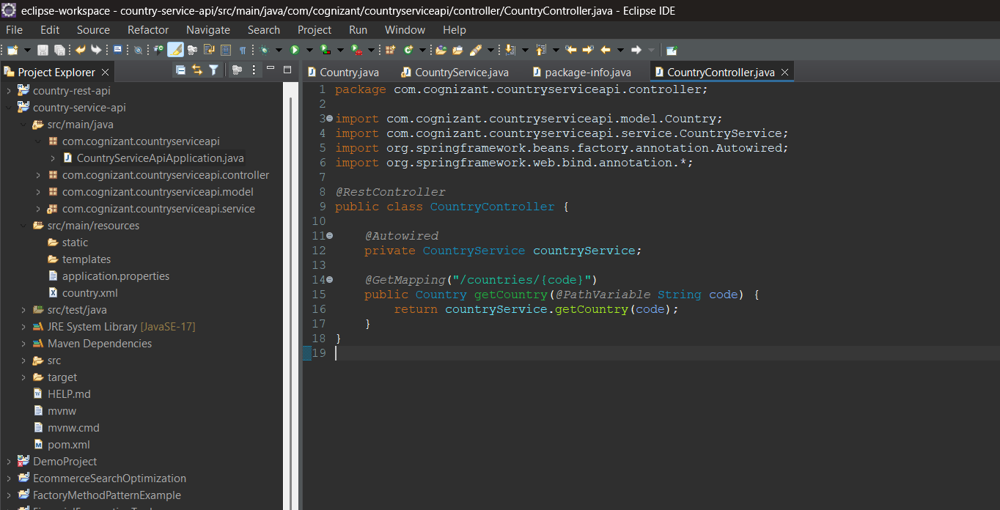 eclipse-workspace - country-service-api/src/main/java/com/cognizant/countryserviceapi/controller/CountryController.java - Eclipse IDE
File Edit Source Refactor Navigate Search Project Run Window Help
Project Explorer
country-rest-api
country-service-api
src/main/java
com.cognizant.countryserviceapi
CountryServiceApiApplication.java
com.cognizant.countryserviceapi.controller
com.cognizant.countryserviceapi.model
com.cognizant.countryserviceapi.service
src/main/resources
static
templates
application.properties
country.xml
src/test/java
JRE System Library [JavaSE-17]
Maven Dependencies
src
target
HELP.md
mvnw
mvnw.cmd
pom.xml
DemoProject
EcommerceSearchOptimization
FactoryMethodPatternExample
Country.java CountryService.java package-info.java CountryController.java
1 package com.cognizant.countryserviceapi.controller;
2
3 import com.cognizant.countryserviceapi.model.Country;
4 import com.cognizant.countryserviceapi.service.CountryService;
5 import org.springframework.beans.factory.annotation.Autowired;
6 import org.springframework.web.bind.annotation.*;
7
8 @RestController
9 public class CountryController {
10
11 @Autowired
12 private CountryService countryService;
13
14 @GetMapping("/countries/{code}")
15 public Country getCountry(@PathVariable String code) {
16 return countryService.getCountry(code);
17 }
18 }
19